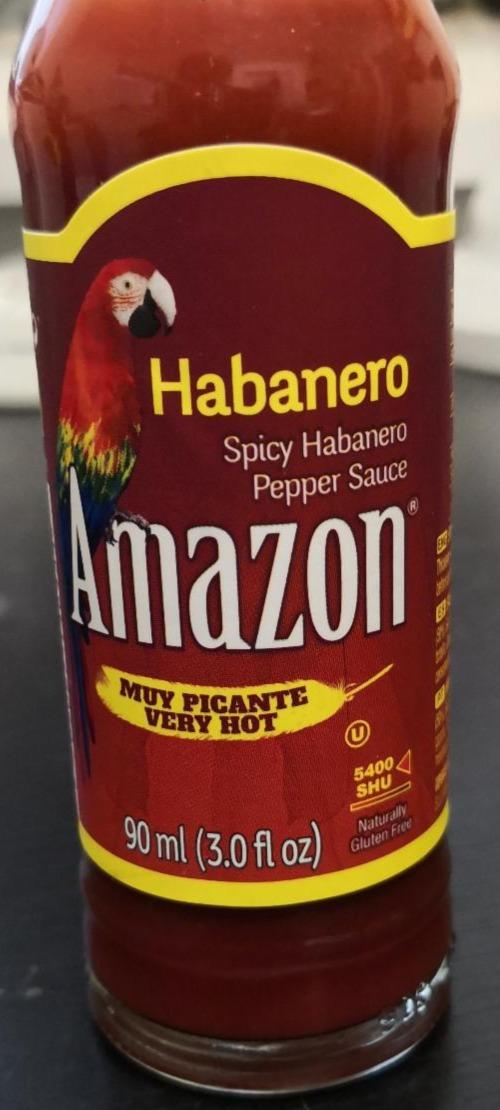 Habanero
Spicy Habanero
Pepper Sauce
Amazon®
MUY PICANTE
VERY HOT
U
5400
SHU
Naturally
Gluten Free
90 ml (3.0 fl oz)